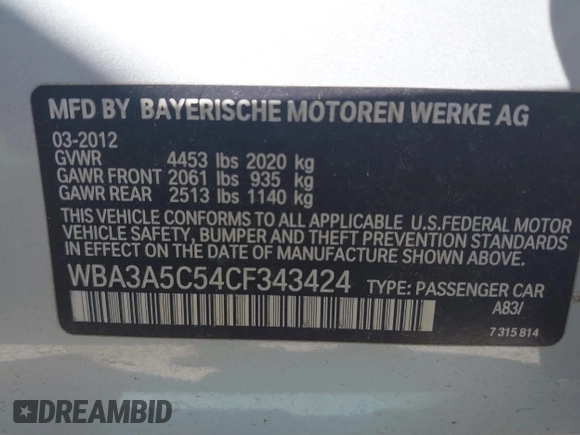 MFD BY BAYERISCHE MOTOREN WERKE AG
03-2012
GVWR 4453 lbs 2020 kg
GAWR FRONT 2061 lbs 935 kg
GAWR REAR 2513 lbs 1140 kg
THIS VEHICLE CONFORMS TO ALL APPLICABLE U.S.FEDERAL MOTOR
VEHICLE SAFETY, BUMPER AND THEFT PREVENTION STANDARDS
IN EFFECT ON THE DATE OF MANUFACTURE SHOWN ABOVE.
WBA3A5C54CF343424 TYPE: PASSENGER CAR
A83/
7 315 814
DREAMBID